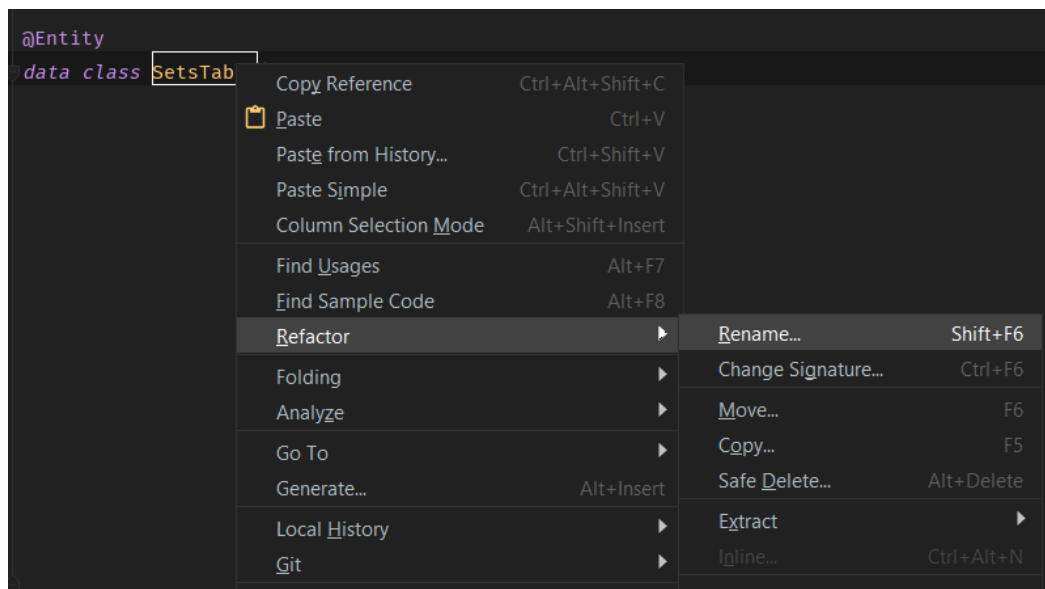 @Entity
data class SetsTab
Copy Reference Ctrl+Alt+Shift+C
Paste Ctrl+V
Paste from History... Ctrl+Shift+V
Paste Simple Ctrl+Alt+Shift+V
Column Selection Mode Alt+Shift+Insert
Find Usages Alt+F7
Find Sample Code Alt+F8
Refactor
Folding
Analyze
Go To
Generate... Alt+Insert
Local History
Git
Rename... Shift+F6
Change Signature... Ctrl+F6
Move... F6
Copy... F5
Safe Delete... Alt+Delete
Extract
Inline... Ctrl+Alt+N